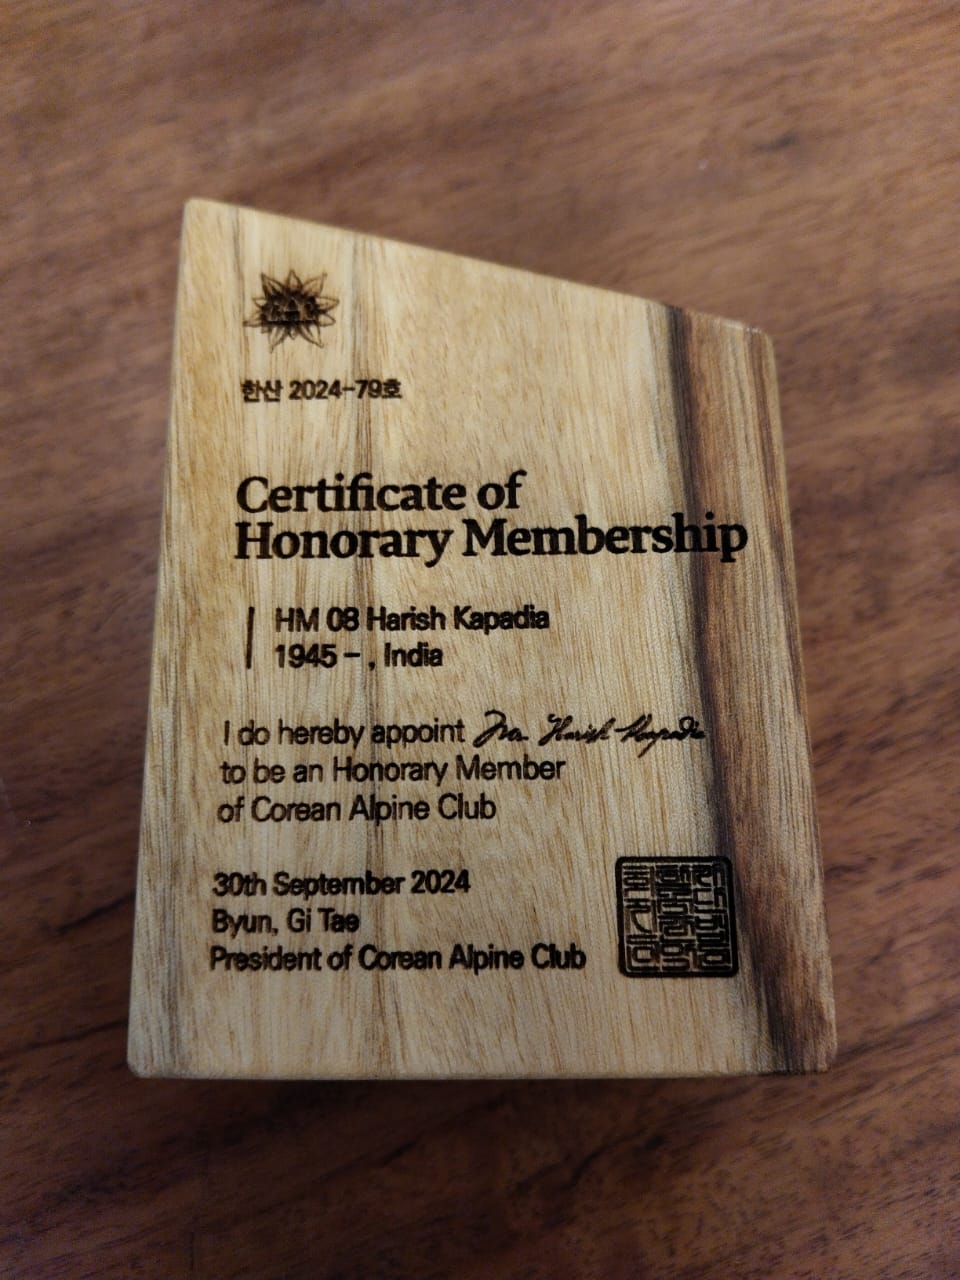 한산 2024-79호
Certificate of
Honorary Membership
HM 08 Harish Kapadia
1945 - , India
I do hereby appoint Mr. Harish Kapadia
to be an Honorary Member
of Corean Alpine Club
30th September 2024
Byun, Gi Tae
President of Corean Alpine Club